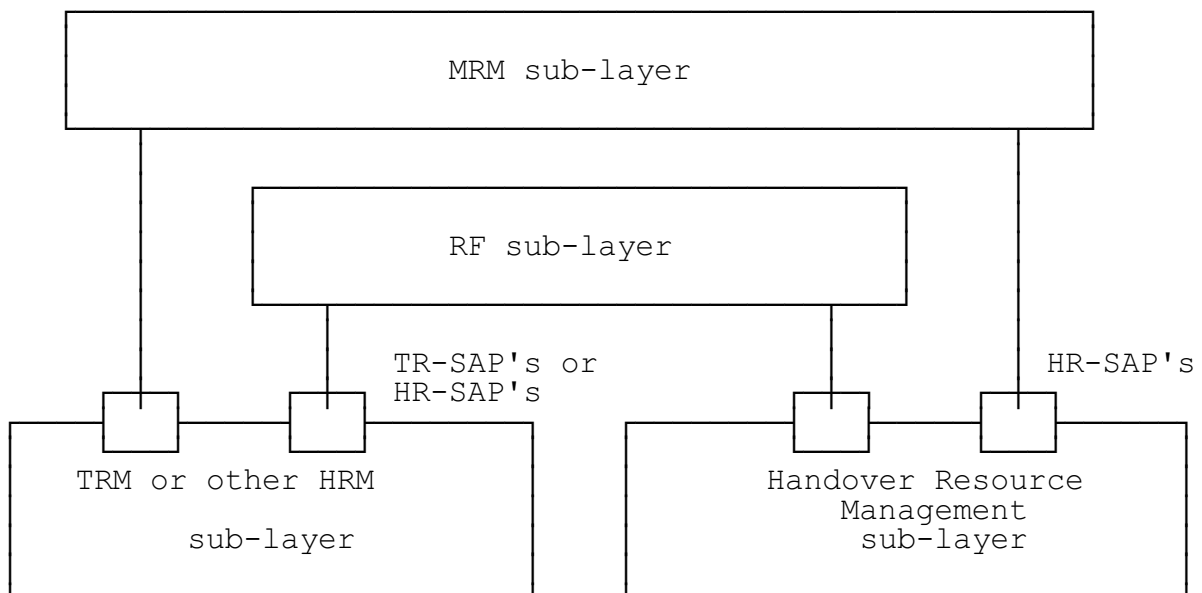 MRM sub-layer
RF sub-layer
TR-SAP's or
HR-SAP's
HR-SAP's
TRM or other HRM
sub-layer
Handover Resource
Management
sub-layer